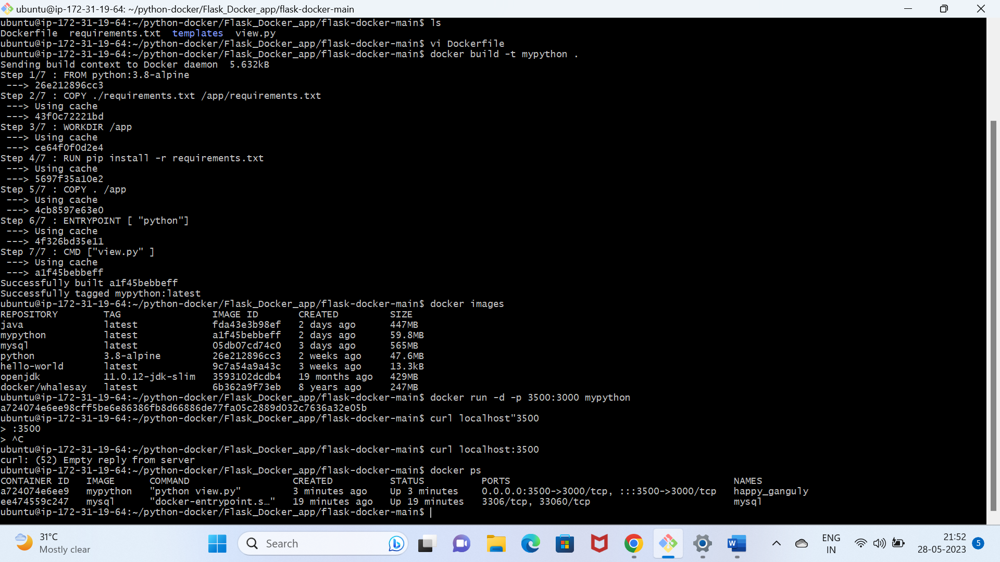 ubuntu@ip-172-31-19-64: ~/python-docker/Flask_Docker_app/flask-docker-main
ubuntu@ip-172-31-19-64:~/python-docker/Flask_Docker_app/flask-docker-main$ ls
Dockerfile  requirements.txt  templates  view.py
ubuntu@ip-172-31-19-64:~/python-docker/Flask_Docker_app/flask-docker-main$ vi Dockerfile
ubuntu@ip-172-31-19-64:~/python-docker/Flask_Docker_app/flask-docker-main$ docker build -t mypython .
Sending build context to Docker daemon  5.632kB
Step 1/7 : FROM python:3.8-alpine
 ---> 26e212896cc3
Step 2/7 : COPY ./requirements.txt /app/requirements.txt
 ---> Using cache
 ---> 43f0c72221bd
Step 3/7 : WORKDIR /app
 ---> Using cache
 ---> ce64f0f0d2e4
Step 4/7 : RUN pip install -r requirements.txt
 ---> Using cache
 ---> 5697f35a10e2
Step 5/7 : COPY . /app
 ---> Using cache
 ---> 4cb8597e63e0
Step 6/7 : ENTRYPOINT [ "python"]
 ---> Using cache
 ---> 4f326bd35e11
Step 7/7 : CMD ["view.py" ]
 ---> Using cache
 ---> a1f45bebbeff
Successfully built a1f45bebbeff
Successfully tagged mypython:latest
ubuntu@ip-172-31-19-64:~/python-docker/Flask_Docker_app/flask-docker-main$ docker images
REPOSITORY        TAG                IMAGE ID       CREATED         SIZE
java              latest             fda43e3b98ef   2 days ago      447MB
mypython          latest             a1f45bebbeff   2 days ago      59.8MB
mysql             latest             05db07cd74c0   3 days ago      565MB
python            3.8-alpine         26e212896cc3   2 weeks ago     47.6MB
hello-world       latest             9c7a54a9a43c   3 weeks ago     13.3kB
openjdk           11.0.12-jdk-slim   3593102dcdb4   19 months ago   429MB
docker/whalesay   latest             6b362a9f73eb   8 years ago     247MB
ubuntu@ip-172-31-19-64:~/python-docker/Flask_Docker_app/flask-docker-main$ docker run -d -p 3500:3000 mypython
a724074e6ee98cff5be6e86386fb8d66886de77fa05c2889d032c7636a32e05b
ubuntu@ip-172-31-19-64:~/python-docker/Flask_Docker_app/flask-docker-main$ curl localhost"3500
> :3500
> ^C
ubuntu@ip-172-31-19-64:~/python-docker/Flask_Docker_app/flask-docker-main$ curl localhost:3500
curl: (52) Empty reply from server
ubuntu@ip-172-31-19-64:~/python-docker/Flask_Docker_app/flask-docker-main$ docker ps
CONTAINER ID   IMAGE      COMMAND                  CREATED          STATUS          PORTS                                       NAMES
a724074e6ee9   mypython   "python view.py"         3 minutes ago    Up 3 minutes    0.0.0.0:3500->3000/tcp, :::3500->3000/tcp   happy_ganguly
ee474559c247   mysql      "docker-entrypoint.s…"   19 minutes ago   Up 19 minutes   3306/tcp, 33060/tcp                         mysql
ubuntu@ip-172-31-19-64:~/python-docker/Flask_Docker_app/flask-docker-main$
31°C
Mostly clear
Search
W
ENG
IN
21:52
28-05-2023
5